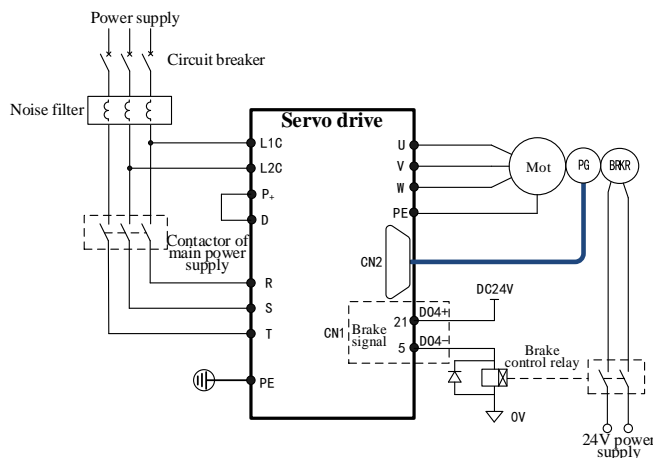 Power supply
Circuit breaker
Noise filter
Servo drive
L1C
L2C
P+
D
Contactor of
main power
supply
R
S
T
PE
U
V
W
PE
Mot
PG
BRKR
CN2
DC24V
CN1
Brake
signal
21
DO4+
5
DO4-
Brake
control relay
0V
24V power
supply